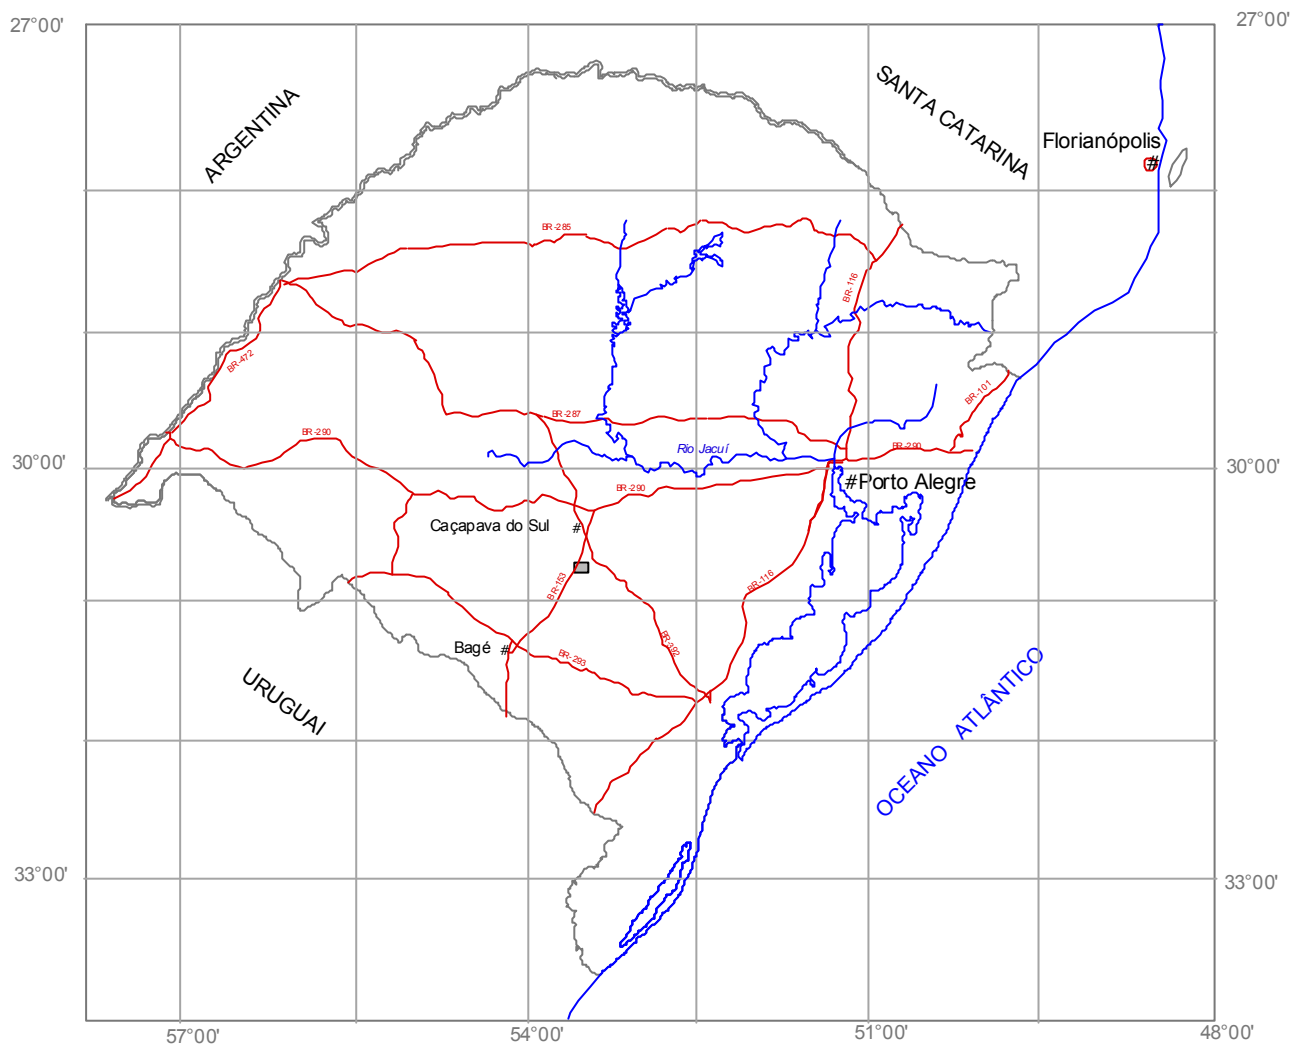 27°00'
27°00'
ARGENTINA
SANTA CATARINA
Florianópolis
#
BR-285
BR-116
BR-472
BR-101
BR-287
BR-290
Rio Jacuí
BR-290
30°00'
30°00'
#Porto Alegre
BR-290
Caçapava do Sul #
BR-153
BR-116
BR-392
Bagé #
BR-293
URUGUAI
OCEANO ATLÂNTICO
33°00'
33°00'
57°00'
54°00'
51°00'
48°00'